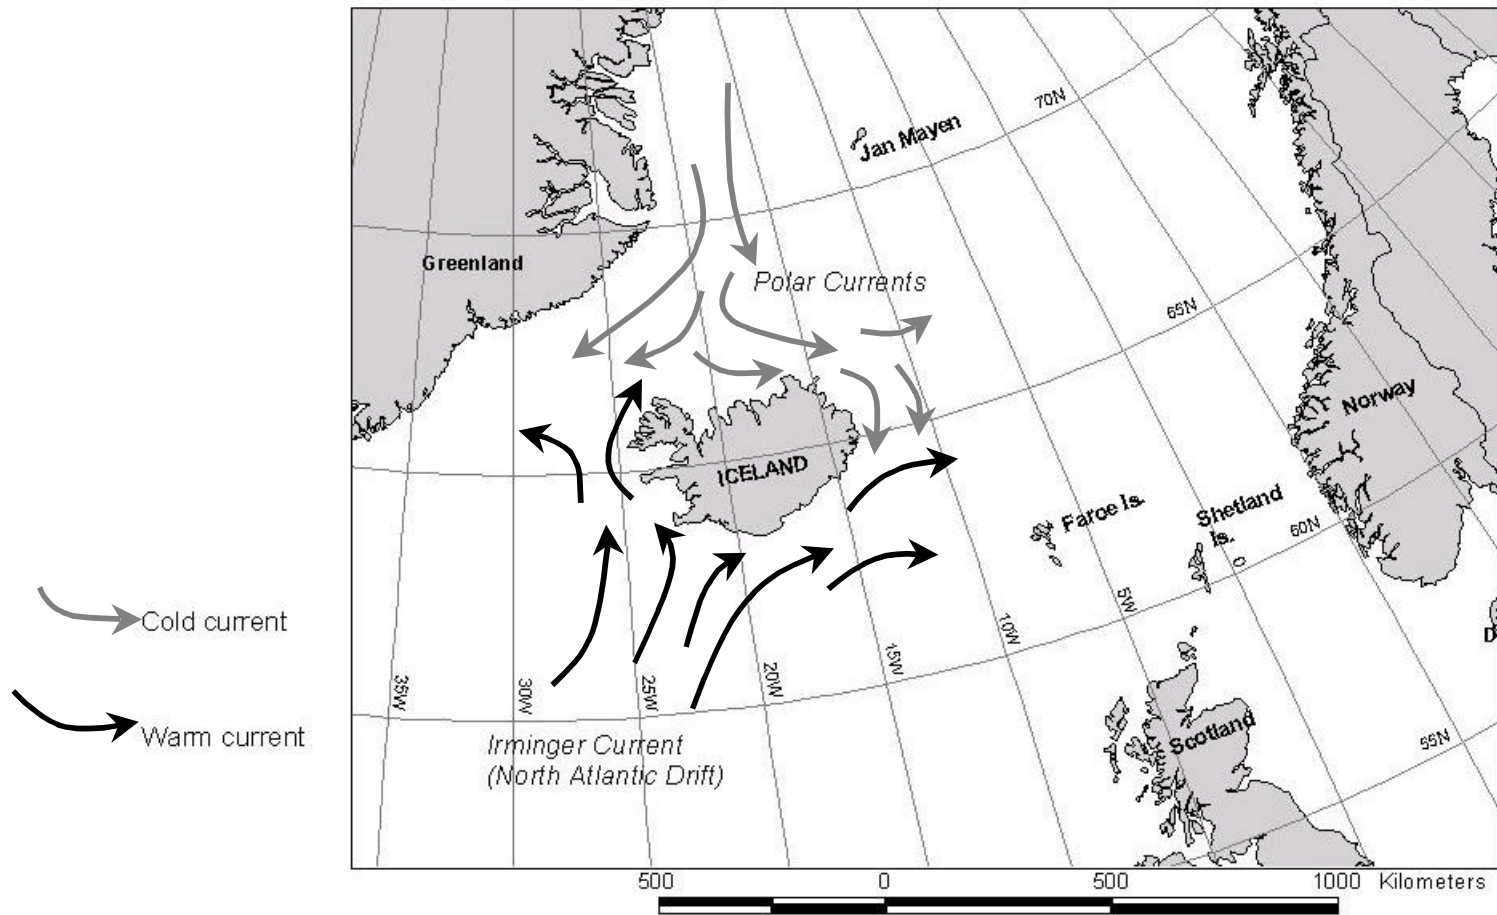 70N
Jan Mayen
Greenland
Polar Currents
65N
Norway
ICELAND
Faroe Is.
Shetland
Is.
60N
Cold current
5W
10W
15W
20W
25W
30W
35W
D
Warm current
Irminger Current
(North Atlantic Drift)
Scotland
55N
500 0 500 1000 Kilometers